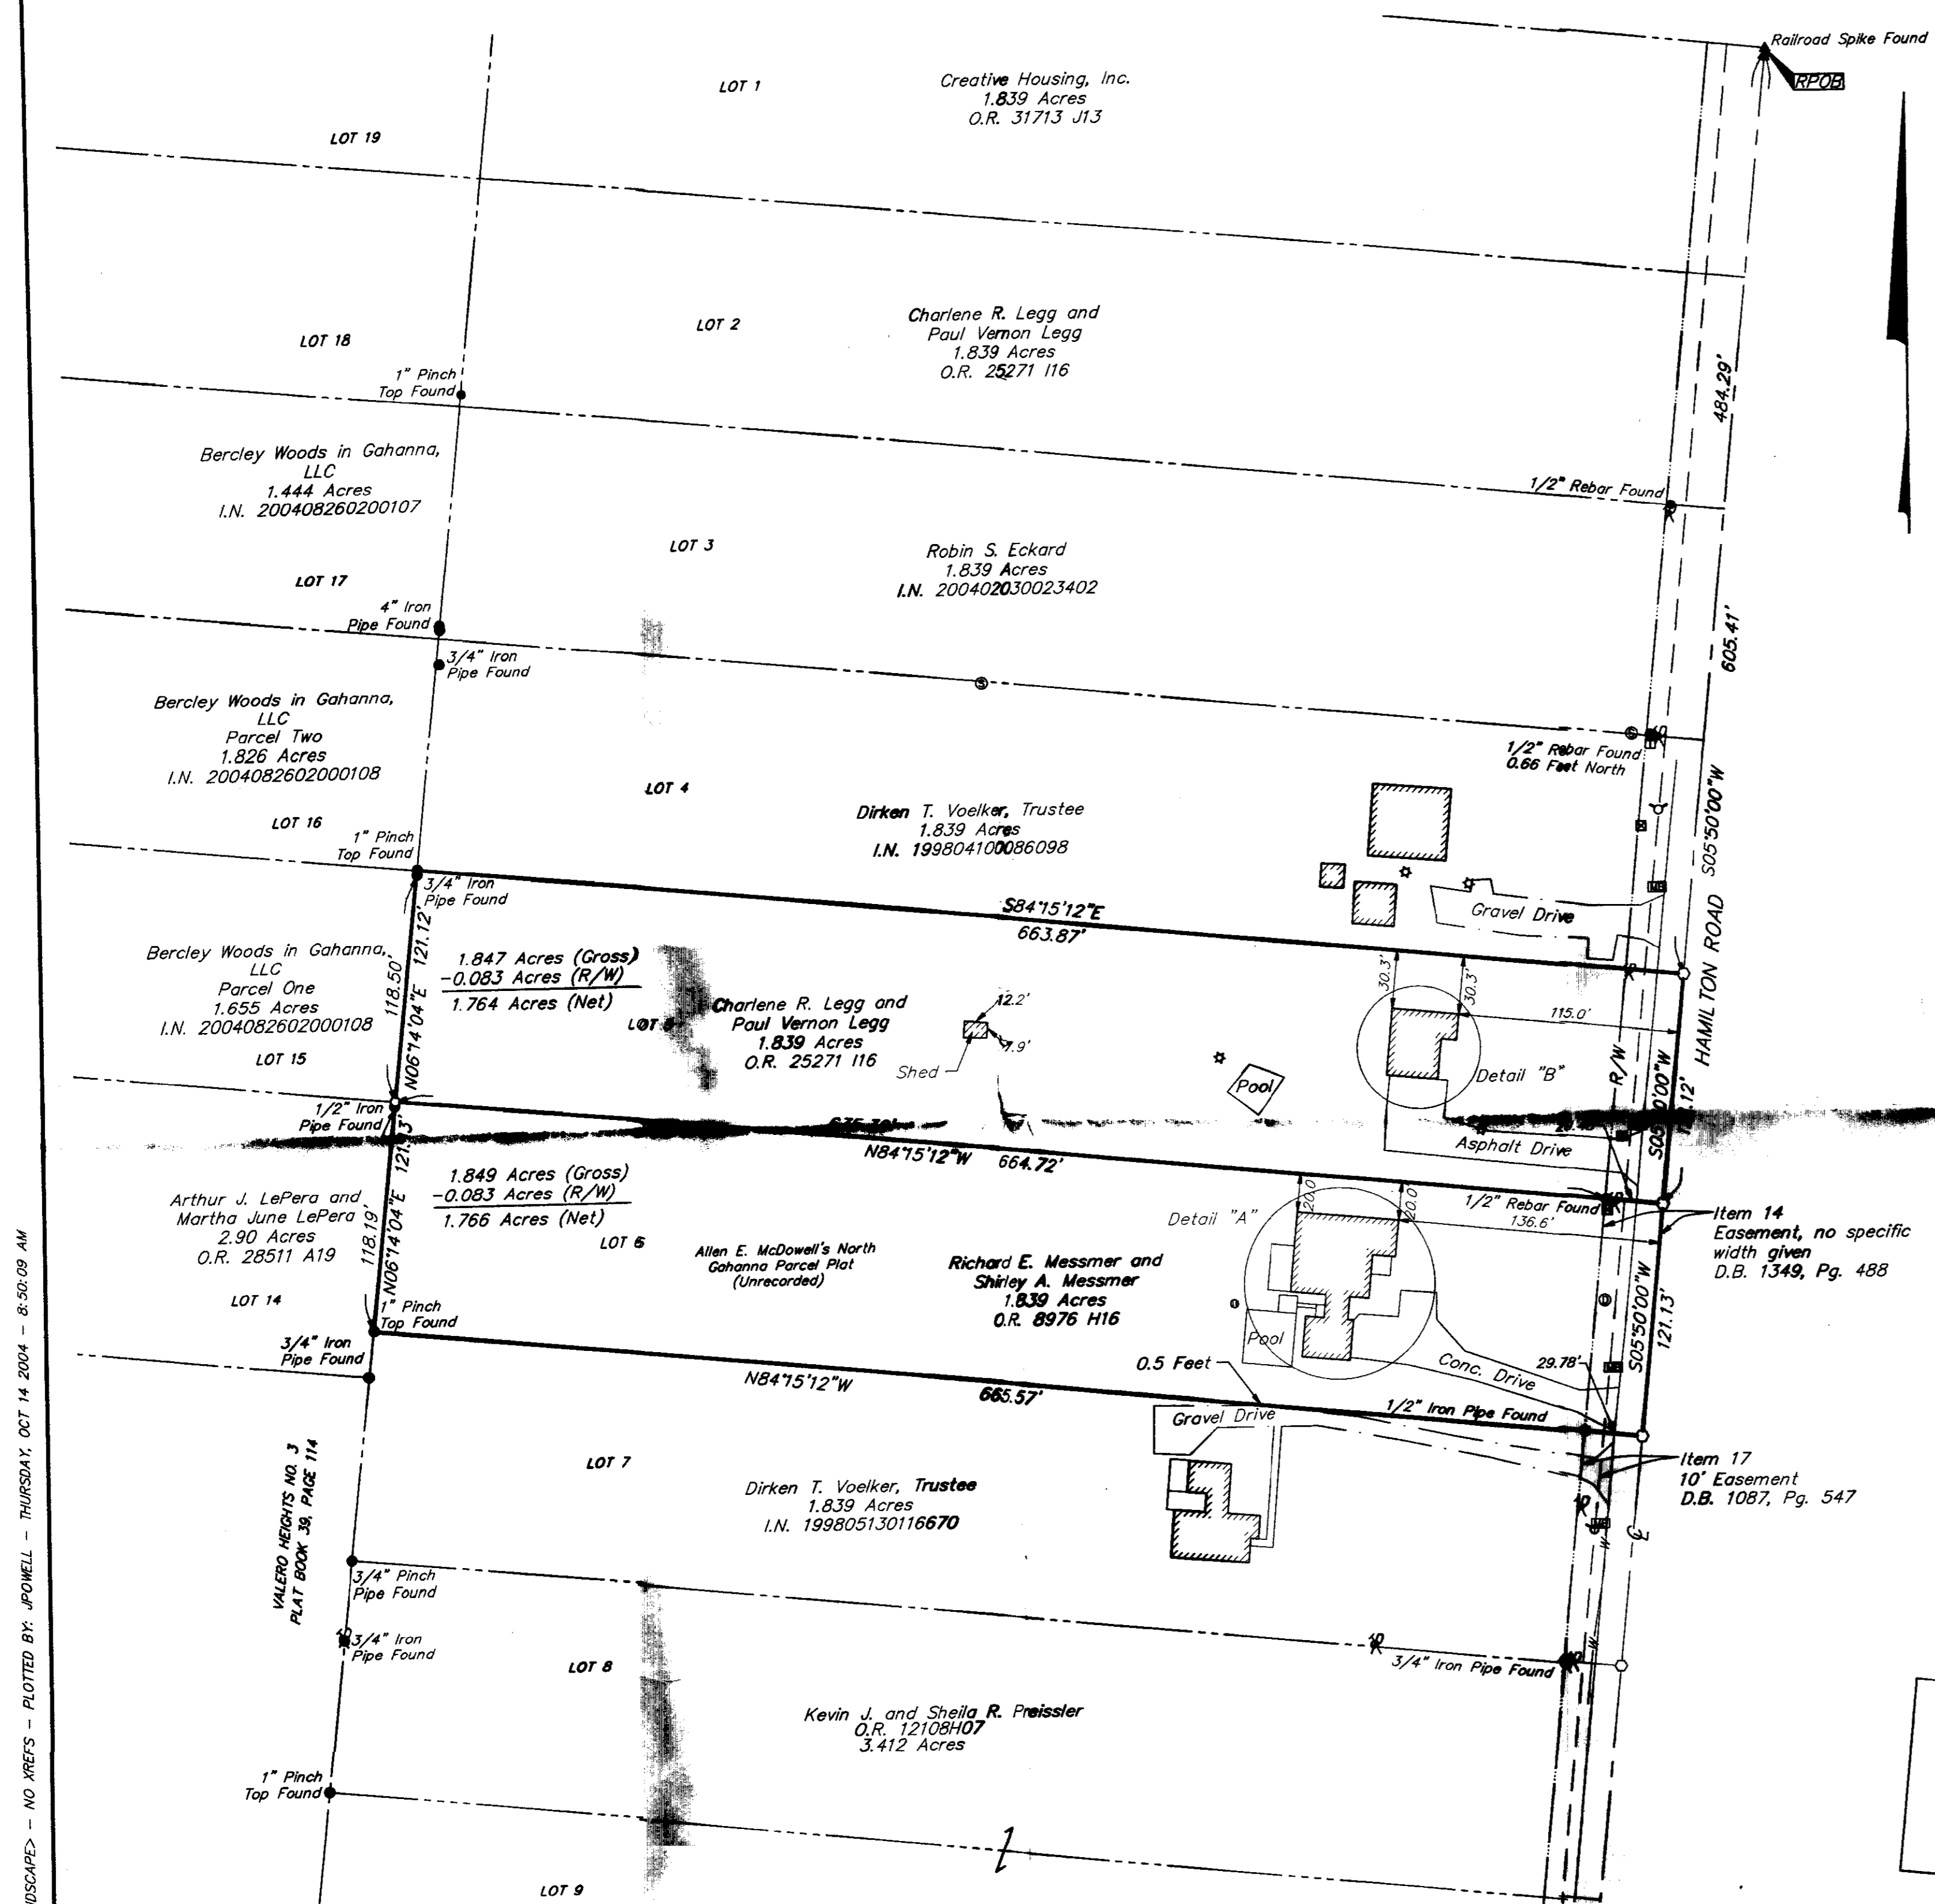 Railroad Spike Found
RPOB
LOT 1
Creative Housing, Inc.
1.839 Acres
O.R. 31713 J13
LOT 19
LOT 18
LOT 2
Charlene R. Legg and
Paul Vernon Legg
1.839 Acres
O.R. 25271 I16
1" Pinch
Top Found
484.29'
Bercley Woods in Gahanna,
LLC
1.444 Acres
I.N. 200408260200107
1/2" Rebar Found
LOT 17
LOT 3
Robin S. Eckard
1.839 Acres
I.N. 200402030023402
4" Iron
Pipe Found
3/4" Iron
Pipe Found
605.41'
Bercley Woods in Gahanna,
LLC
Parcel Two
1.826 Acres
I.N. 2004082602000108
1/2" Rebar Found
0.66 Feet North
LOT 16
LOT 4
Dirken T. Voelker, Trustee
1.839 Acres
I.N. 199804100086098
1" Pinch
Top Found
3/4" Iron
Pipe Found
S84°15'12"E
663.87'
Gravel Drive
HAMILTON ROAD S05°50'00"W
Bercley Woods in Gahanna,
LLC
Parcel One
1.655 Acres
I.N. 2004082602000108
LOT 15
118.50'
N06°14'04"E 121.12'
1.847 Acres (Gross)
-0.083 Acres (R/W)
1.764 Acres (Net)
LOT
Charlene R. Legg and
Paul Vernon Legg
1.839 Acres
O.R. 25271 I16
12.2'
7.9'
Shed
Pool
30.3'
30.3'
115.0'
Detail "B"
R/W
Asphalt Drive
1/2" Iron
Pipe Found
N84°15'12"W 664.72'
1/2" Rebar Found
136.6'
20.0'
20.0'
Detail "A"
Item 14
Easement, no specific
width given
D.B. 1349, Pg. 488
Arthur J. LePera and
Martha June LePera
2.90 Acres
O.R. 28511 A19
LOT 14
118.19'
N06°14'04"E 121.13'
1.849 Acres (Gross)
-0.083 Acres (R/W)
1.766 Acres (Net)
LOT 6
Allen E. McDowell's North
Gahanna Parcel Plat
(Unrecorded)
Richard E. Messmer and
Shirley A. Messmer
1.839 Acres
O.R. 8976 H16
Pool
Conc. Drive
29.78'
S05°50'00"W
121.13'
1" Pinch
Top Found
3/4" Iron
Pipe Found
0.5 Feet
N84°15'12"W
665.57'
Gravel Drive
1/2" Iron Pipe Found
Item 17
10' Easement
D.B. 1087, Pg. 547
VALERO HEIGHTS NO. 3
PLAT BOOK 39, PAGE 114
LOT 7
Dirken T. Voelker, Trustee
1.839 Acres
I.N. 199805130116670
W
W
3/4" Pinch
Pipe Found
3/4" Iron
Pipe Found
3/4" Iron Pipe Found
LOT 8
Kevin J. and Sheila R. Preissler
O.R. 12108H07
3.412 Acres
1" Pinch
Top Found
LOT 9
DSCAPE> - NO XREFS - PLOTTED BY: JPOWELL - THURSDAY, OCT 14 2004 - 8:50:09 AM